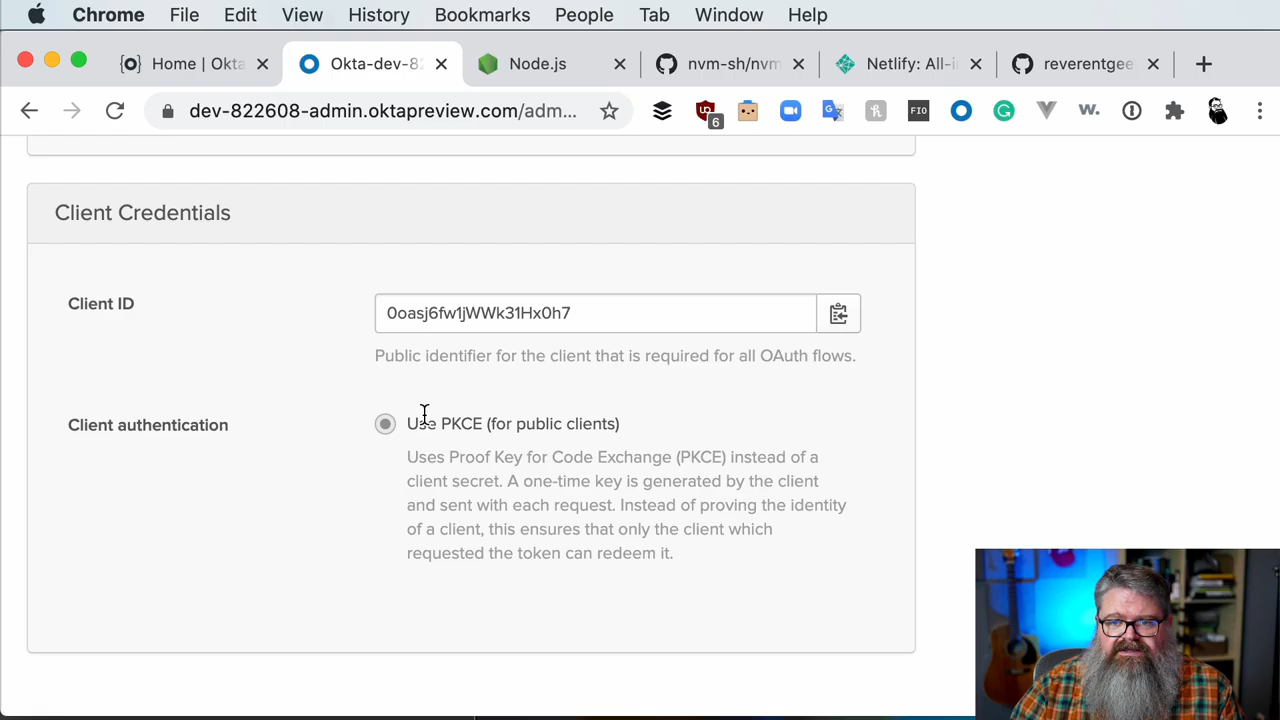 Chrome File Edit View History Bookmarks People Tab Window Help
Home | Okta Okta-dev-82 Node.js nvm-sh/nvm Netlify: All-i reverentgee
dev-822608-admin.oktapreview.com/adm...
6 FIO W.
Client Credentials
Client ID
0oasj6fw1jWWk31Hx0h7
Public identifier for the client that is required for all OAuth flows.
Client authentication
Use PKCE (for public clients)
Uses Proof Key for Code Exchange (PKCE) instead of a
client secret. A one-time key is generated by the client
and sent with each request. Instead of proving the identity
of a client, this ensures that only the client which
requested the token can redeem it.